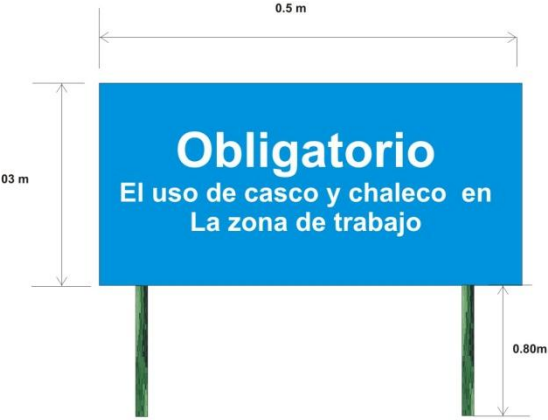 0.5 m
Obligatorio
03 m
El uso de casco y chaleco en
La zona de trabajo
0.80m